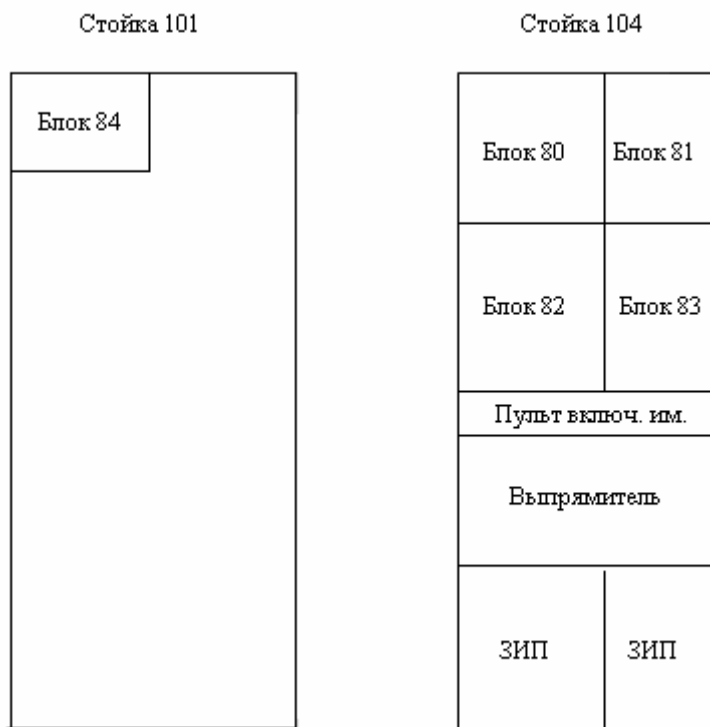 Стойка 101
Стойка 104
Блок 84
Блок 80
Блок 81
Блок 82
Блок 83
Пульт включ. им.
Выпрямитель
ЗИП
ЗИП